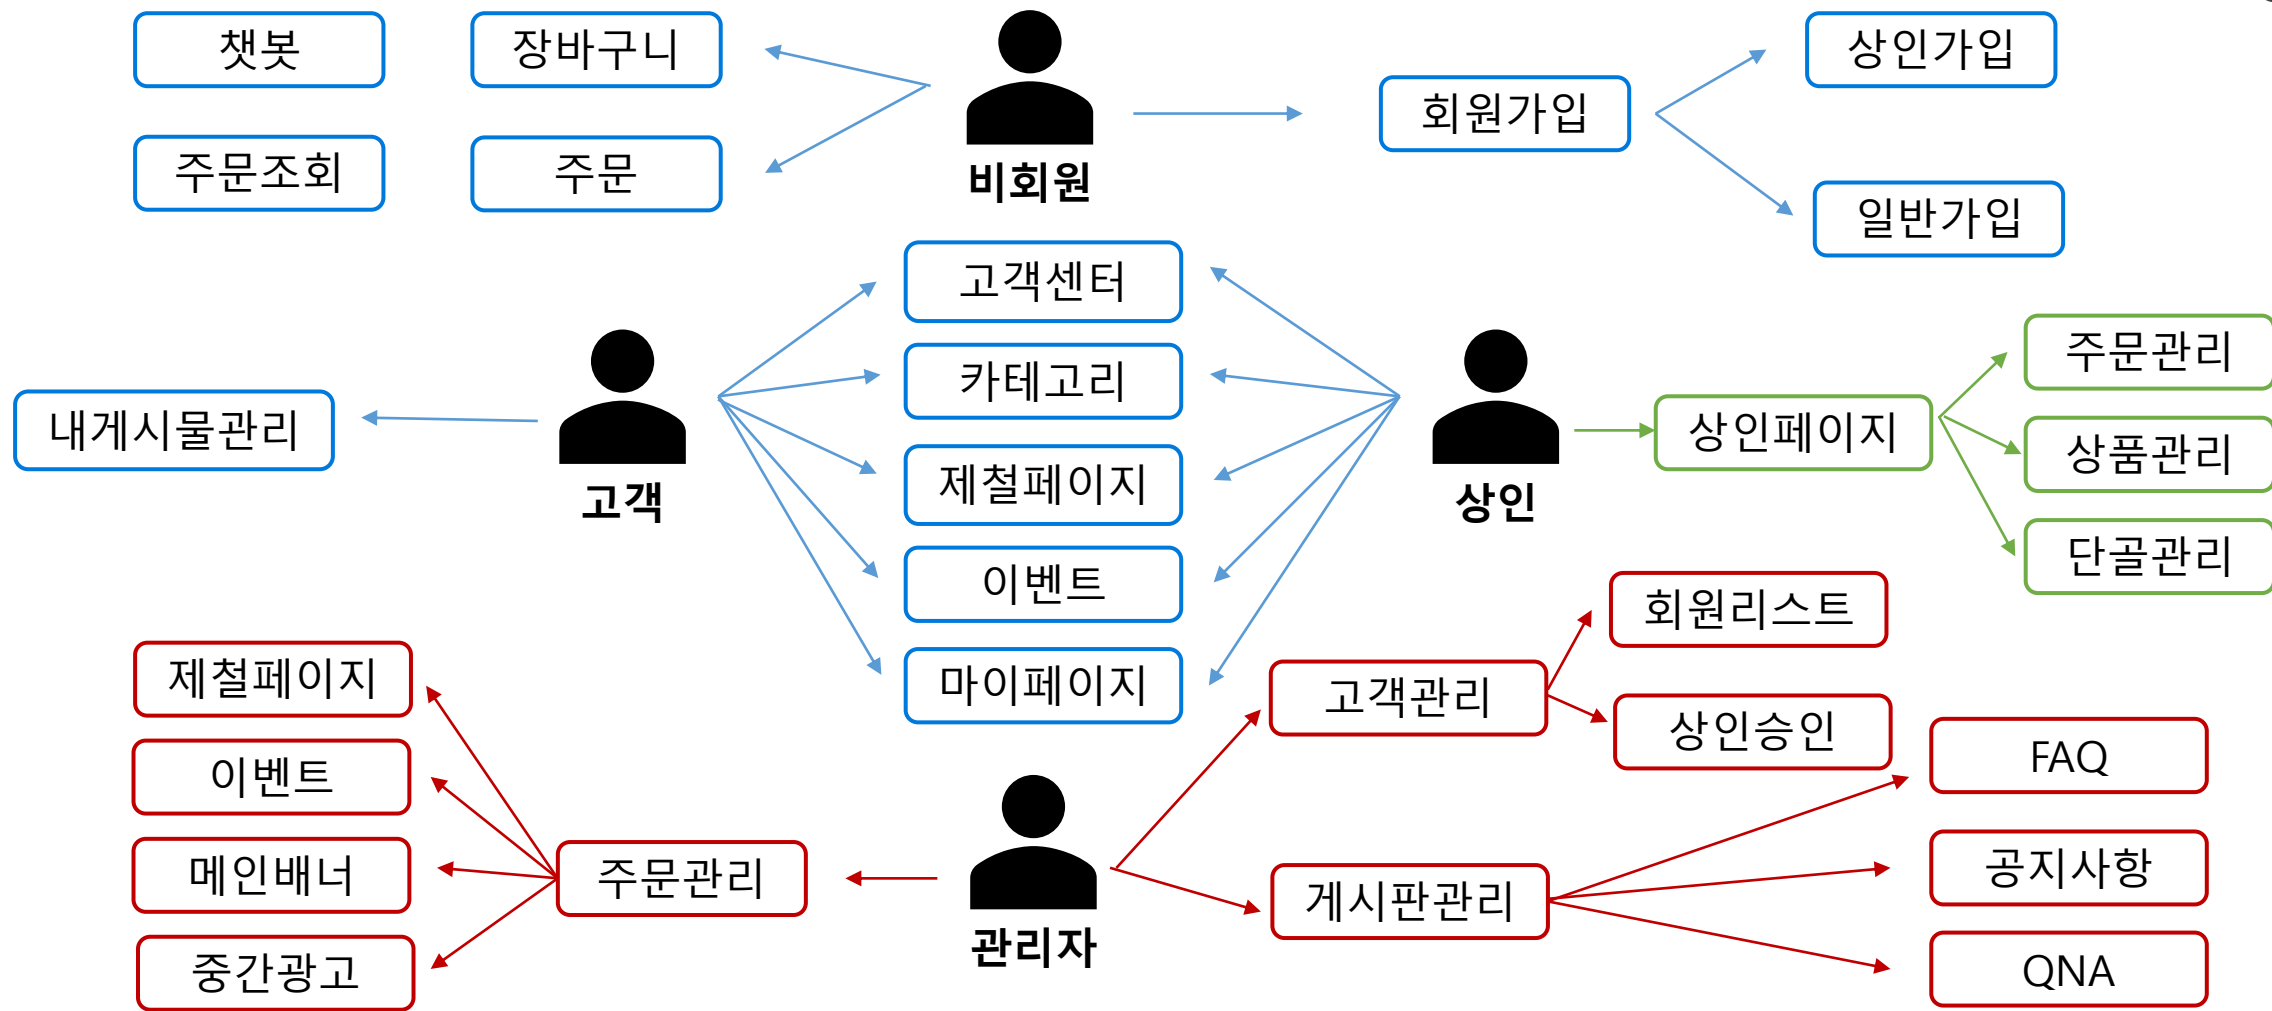 챗봇
장바구니
상인가입
회원가입
주문조회
주문
비회원
일반가입
고객센터
주문관리
카테고리
내게시물관리
상인페이지
상품관리
제철페이지
고객
상인
단골관리
이벤트
회원리스트
제철페이지
마이페이지
고객관리
상인승인
FAQ
이벤트
메인배너
주문관리
공지사항
게시판관리
관리자
중간광고
QNA